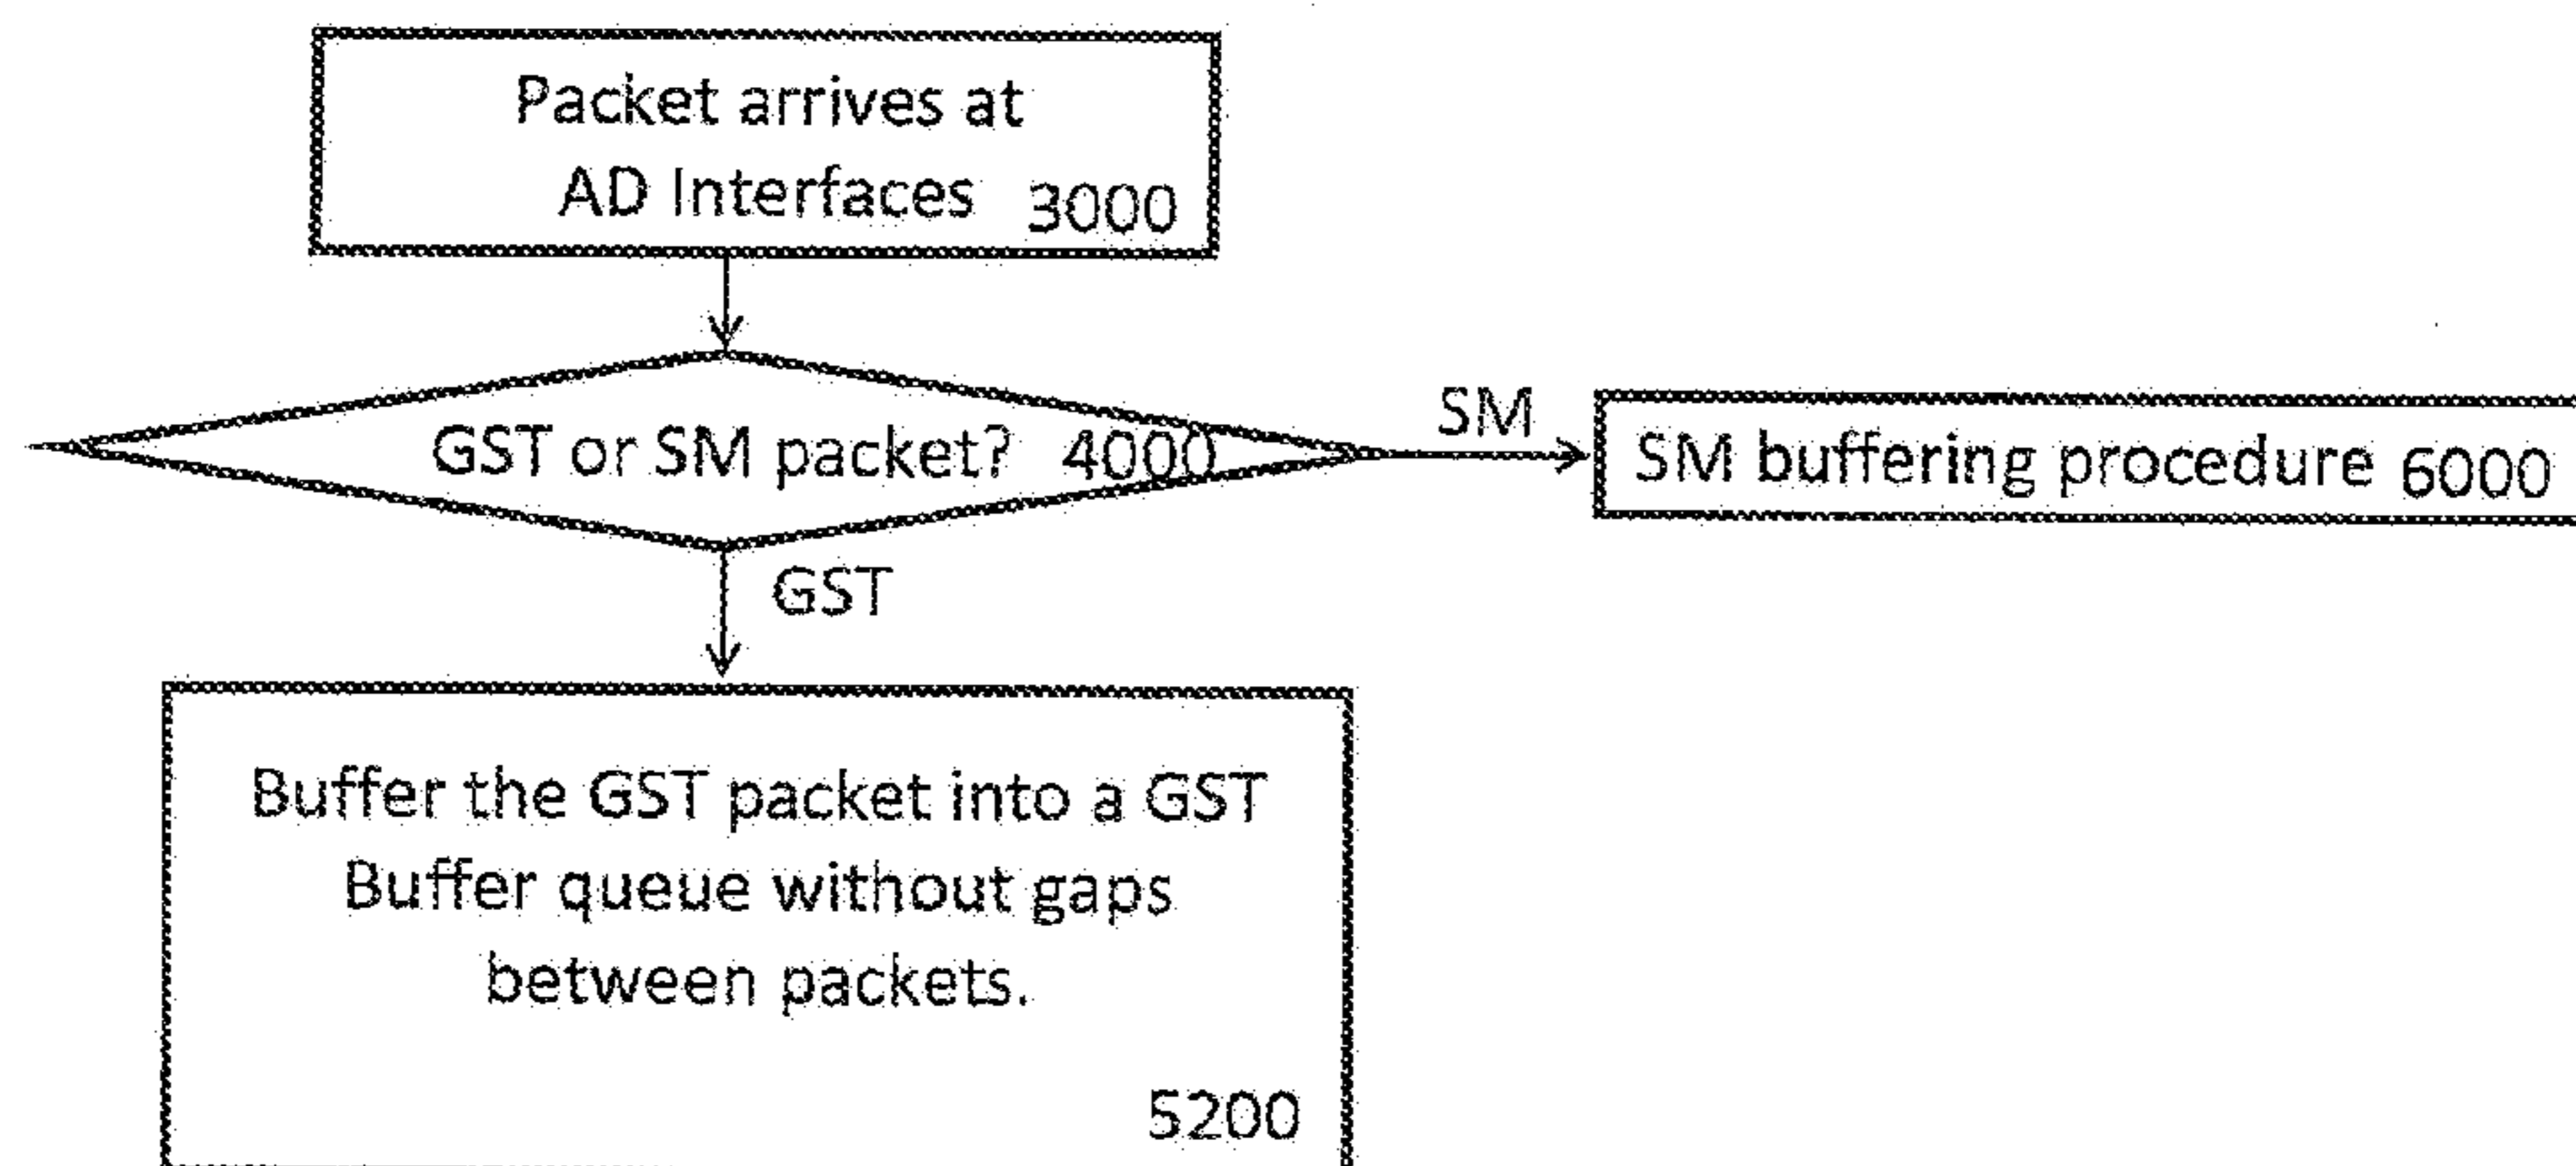 Packet arrives at
AD Interfaces 3000
GST or SM packet? 4000
SM
SM buffering procedure 6000
GST
Buffer the GST packet into a GST
Buffer queue without gaps
between packets.
5200